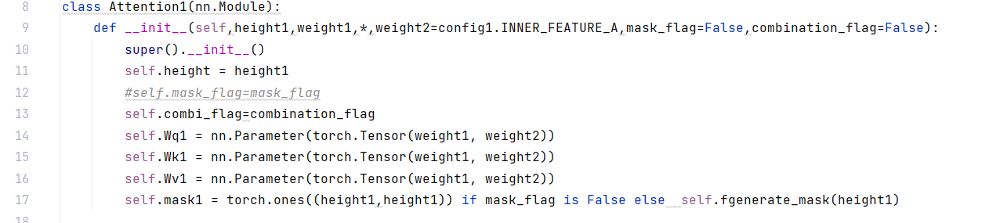 8 class Attention1(nn.Module):
9     def __init__(self,height1,weight1,*,weight2=config1.INNER_FEATURE_A,mask_flag=False,combination_flag=False):
10         super().__init__()
11         self.height = height1
12         #self.mask_flag=mask_flag
13         self.combi_flag=combination_flag
14         self.Wq1 = nn.Parameter(torch.Tensor(weight1, weight2))
15         self.Wk1 = nn.Parameter(torch.Tensor(weight1, weight2))
16         self.Wv1 = nn.Parameter(torch.Tensor(weight1, weight2))
17         self.mask1 = torch.ones((height1,height1)) if mask_flag is False else  self.fgenerate_mask(height1)
18